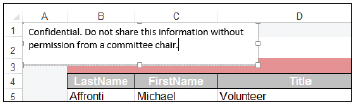 A B C D
1 Confidential. Do not share this information without
2 permission from a committee chair.
3
4 LastName FirstName Title
5 Affronti Michael Volunteer